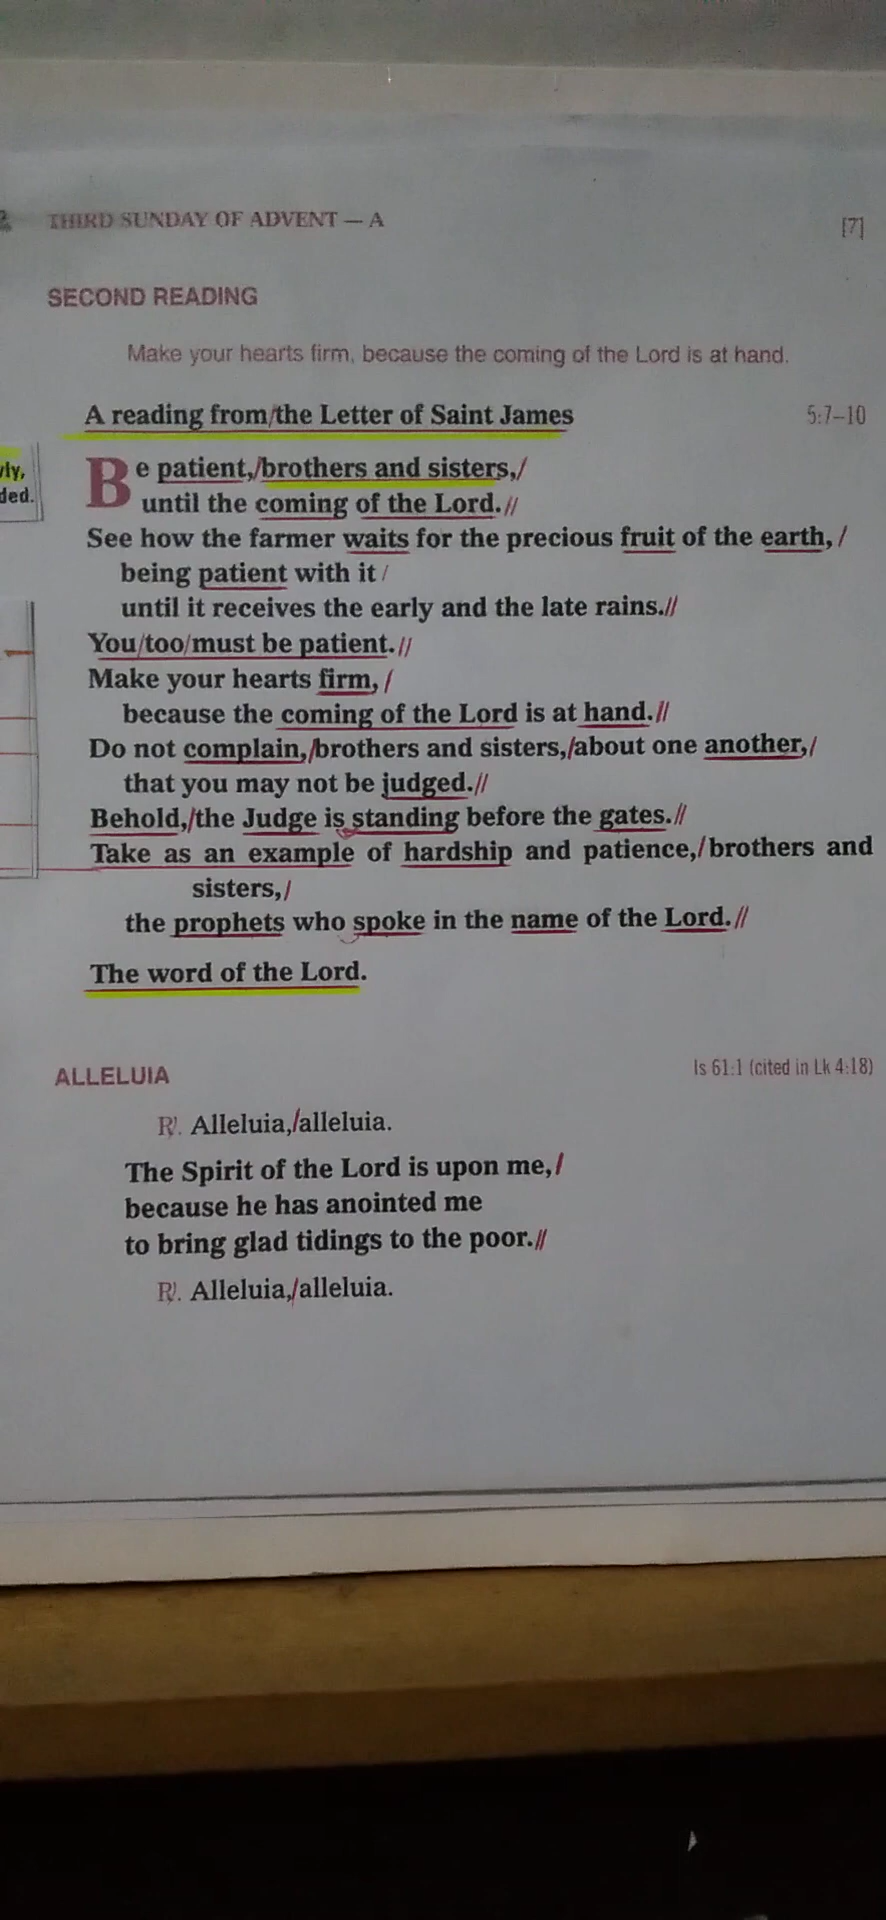 THIRD SUNDAY OF ADVENT — A
[7]
SECOND READING
Make your hearts firm, because the coming of the Lord is at hand.
A reading from/the Letter of Saint James
5:7–10
ded.
Be patient,/brothers and sisters,/
until the coming of the Lord.//
See how the farmer waits for the precious fruit of the earth,/
being patient with it/
until it receives the early and the late rains.//
You/too/must be patient.//
Make your hearts firm,/
because the coming of the Lord is at hand.//
Do not complain,/brothers and sisters,/about one another,/
that you may not be judged.//
Behold,/the Judge is standing before the gates.//
Take as an example of hardship and patience,/brothers and
sisters,/
the prophets who spoke in the name of the Lord.//
The word of the Lord.
ALLELUIA
Is 61:1 (cited in Lk 4:18)
℟. Alleluia,/alleluia.
The Spirit of the Lord is upon me,/
because he has anointed me
to bring glad tidings to the poor.//
℟. Alleluia,/alleluia.